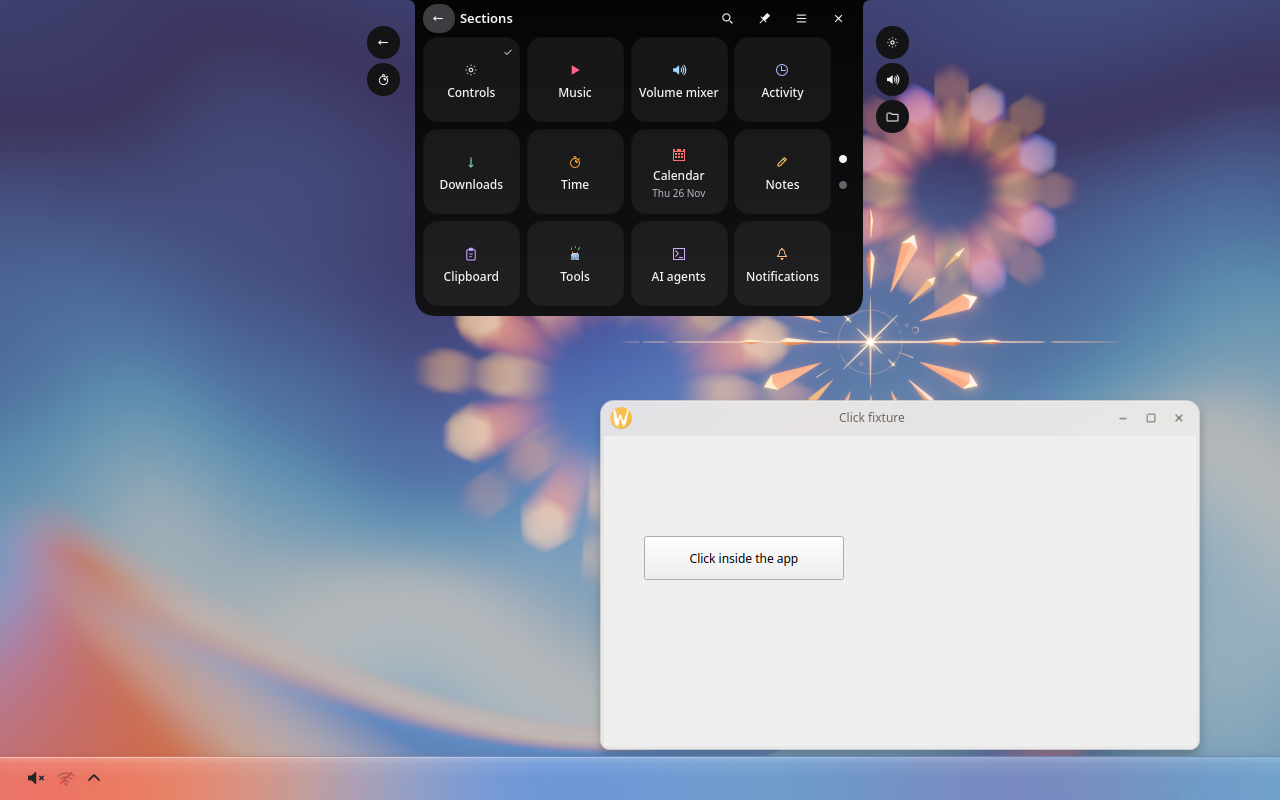 Sections
Controls
Music
Volume mixer
Activity
Downloads
Time
Calendar
Thu 26 Nov
Notes
Clipboard
Tools
AI agents
Notifications
Click fixture
Click inside the app